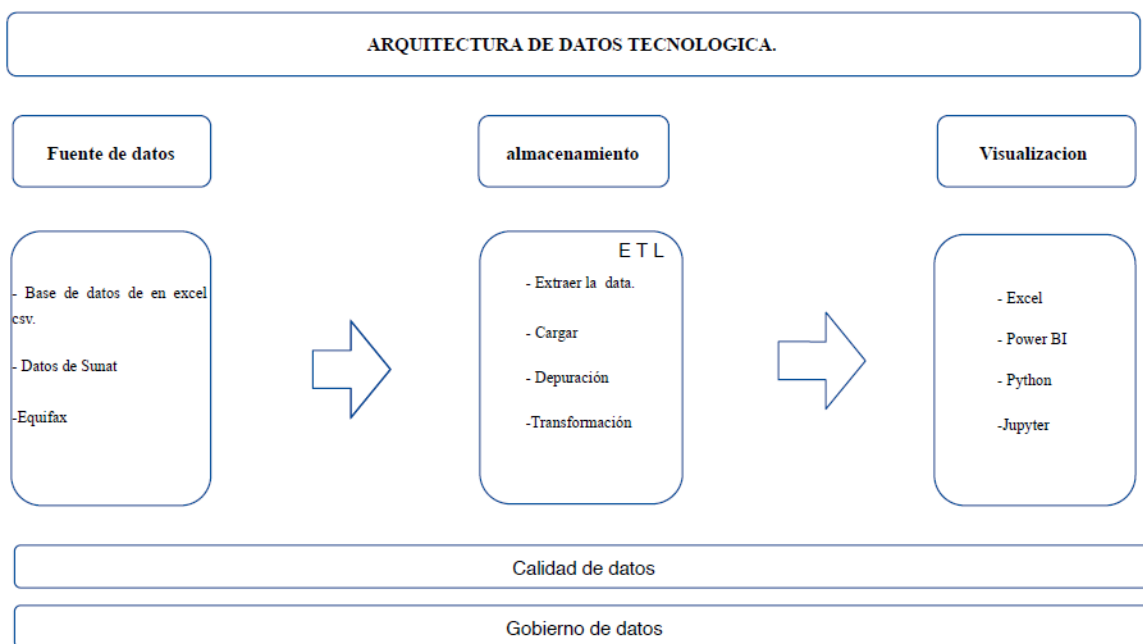 ARQUITECTURA DE DATOS TECNOLOGICA.
Fuente de datos
almacenamiento
Visualizacion
- Base de datos de en excel
csv.
- Datos de Sunat
-Equifax
E T L
- Extraer la data.
- Cargar
- Depuración
-Transformación
- Excel
- Power BI
- Python
-Jupyter
Calidad de datos
Gobierno de datos